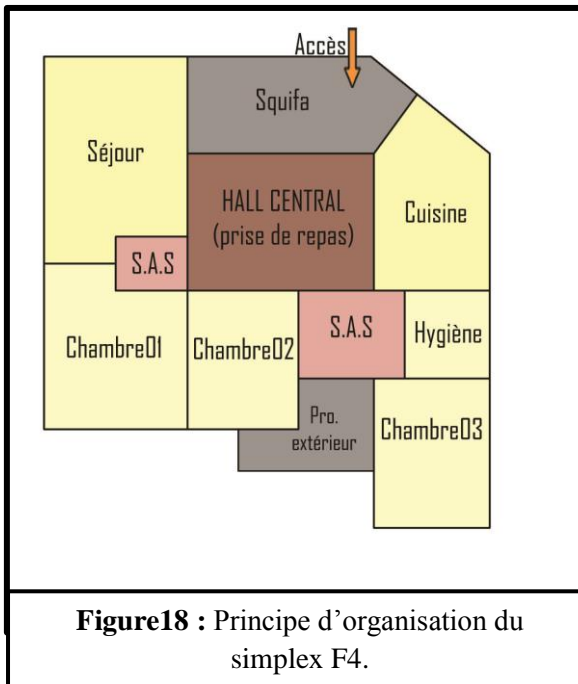 Accès
Squifa
Séjour
HALL CENTRAL
(prise de repas)
Cuisine
S.A.S
S.A.S
Hygiène
Chambre01
Chambre02
Pro.
extérieur
Chambre03
Figure18 : Principe d’organisation du
simplex F4.